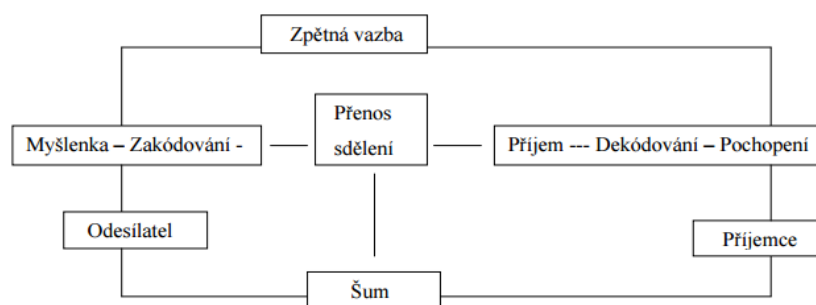 Zpětná vazba
Přenos
sdělení
Myšlenka – Zakódování -
Příjem --- Dekódování – Pochopení
Odesílatel
Příjemce
Šum